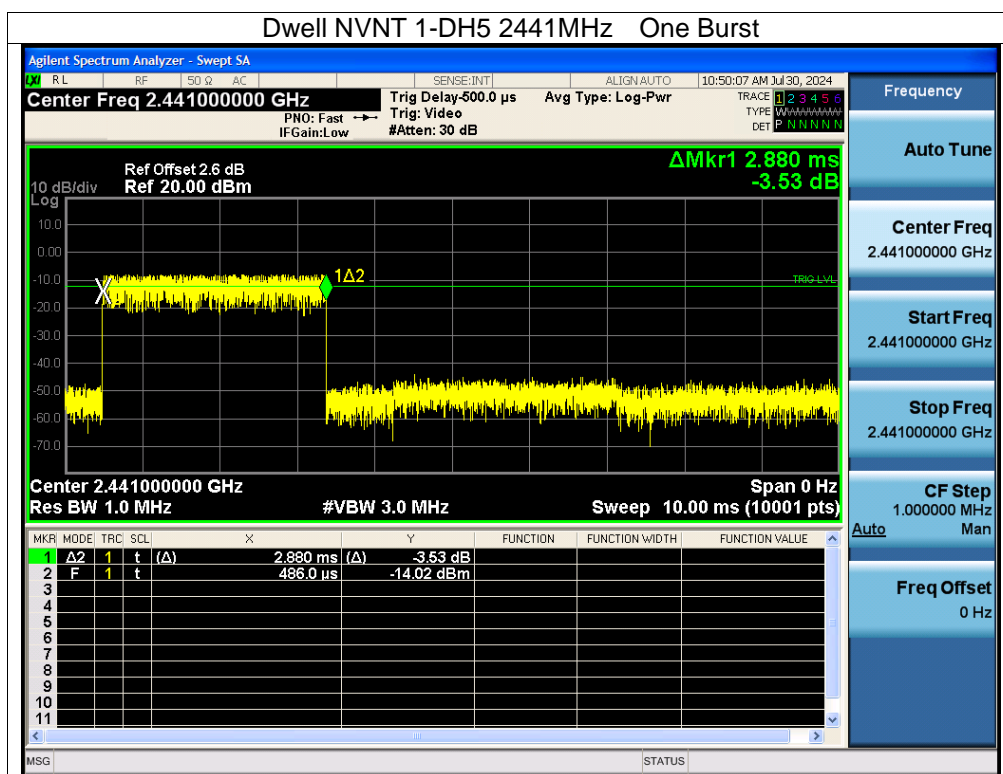 Dwell NVNT 1-DH5 2441MHz One Burst
Agilent Spectrum Analyzer - Swept SA
LXI RL RF 50 Ω AC SENSE:INT ALIGN AUTO 10:50:07 AM Jul 30, 2024
Center Freq 2.441000000 GHz Trig Delay-500.0 µs Avg Type: Log-Pwr TRACE 1 2 3 4 5 6
PNO: Fast Trig: Video TYPE WWWWWW
IFGain:Low #Atten: 30 dB DET P N N N N N
Frequency
Auto Tune
Center Freq
2.441000000 GHz
Start Freq
2.441000000 GHz
Stop Freq
2.441000000 GHz
CF Step
1.000000 MHz
Auto Man
Freq Offset
0 Hz
ΔMkr1 2.880 ms
-3.53 dB
Ref Offset 2.6 dB
10 dB/div Ref 20.00 dBm
Log
10.0
0.00
-10.0
-20.0
-30.0
-40.0
-50.0
-60.0
-70.0
1Δ2
TRIG LVL
Center 2.441000000 GHz Span 0 Hz
Res BW 1.0 MHz #VBW 3.0 MHz Sweep 10.00 ms (10001 pts)
MKR MODE TRC SCL X Y FUNCTION FUNCTION WIDTH FUNCTION VALUE
1 Δ2 1 t (Δ) 2.880 ms (Δ) -3.53 dB
2 F 1 t 486.0 µs -14.02 dBm
3
4
5
6
7
8
9
10
11
MSG STATUS